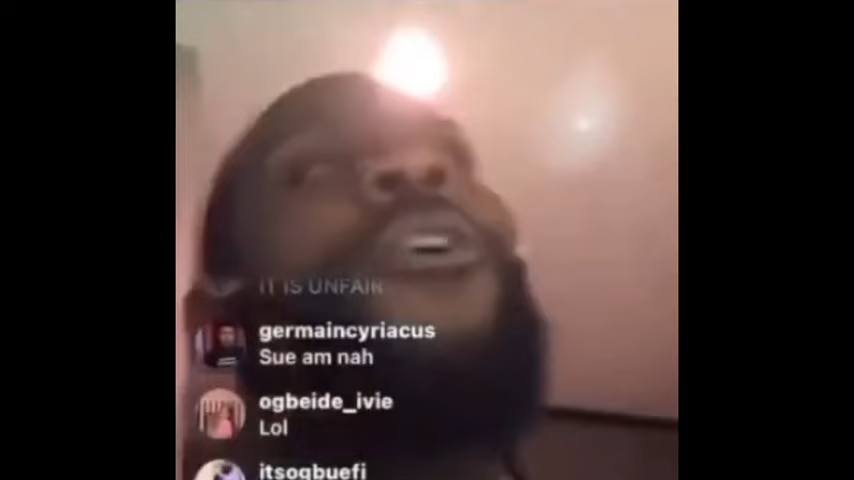 IT IS UNFAIR
germaincyriacus
Sue am nah
ogbeide_ivie
Lol
itsogbuefi